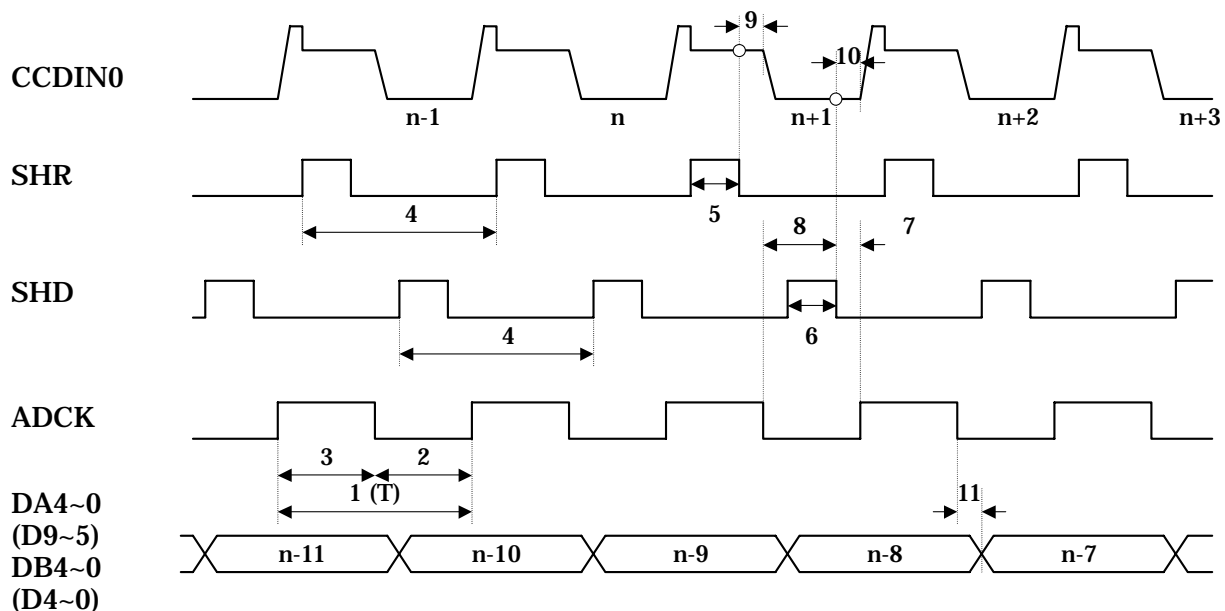 9
10
CCDIN0
n-1 n n+1 n+2 n+3
SHR
4 5 8 7
SHD
4 6
ADCK
3 2
1 (T) 11
DA4~0
(D9~5)
DB4~0
(D4~0)
n-11 n-10 n-9 n-8 n-7